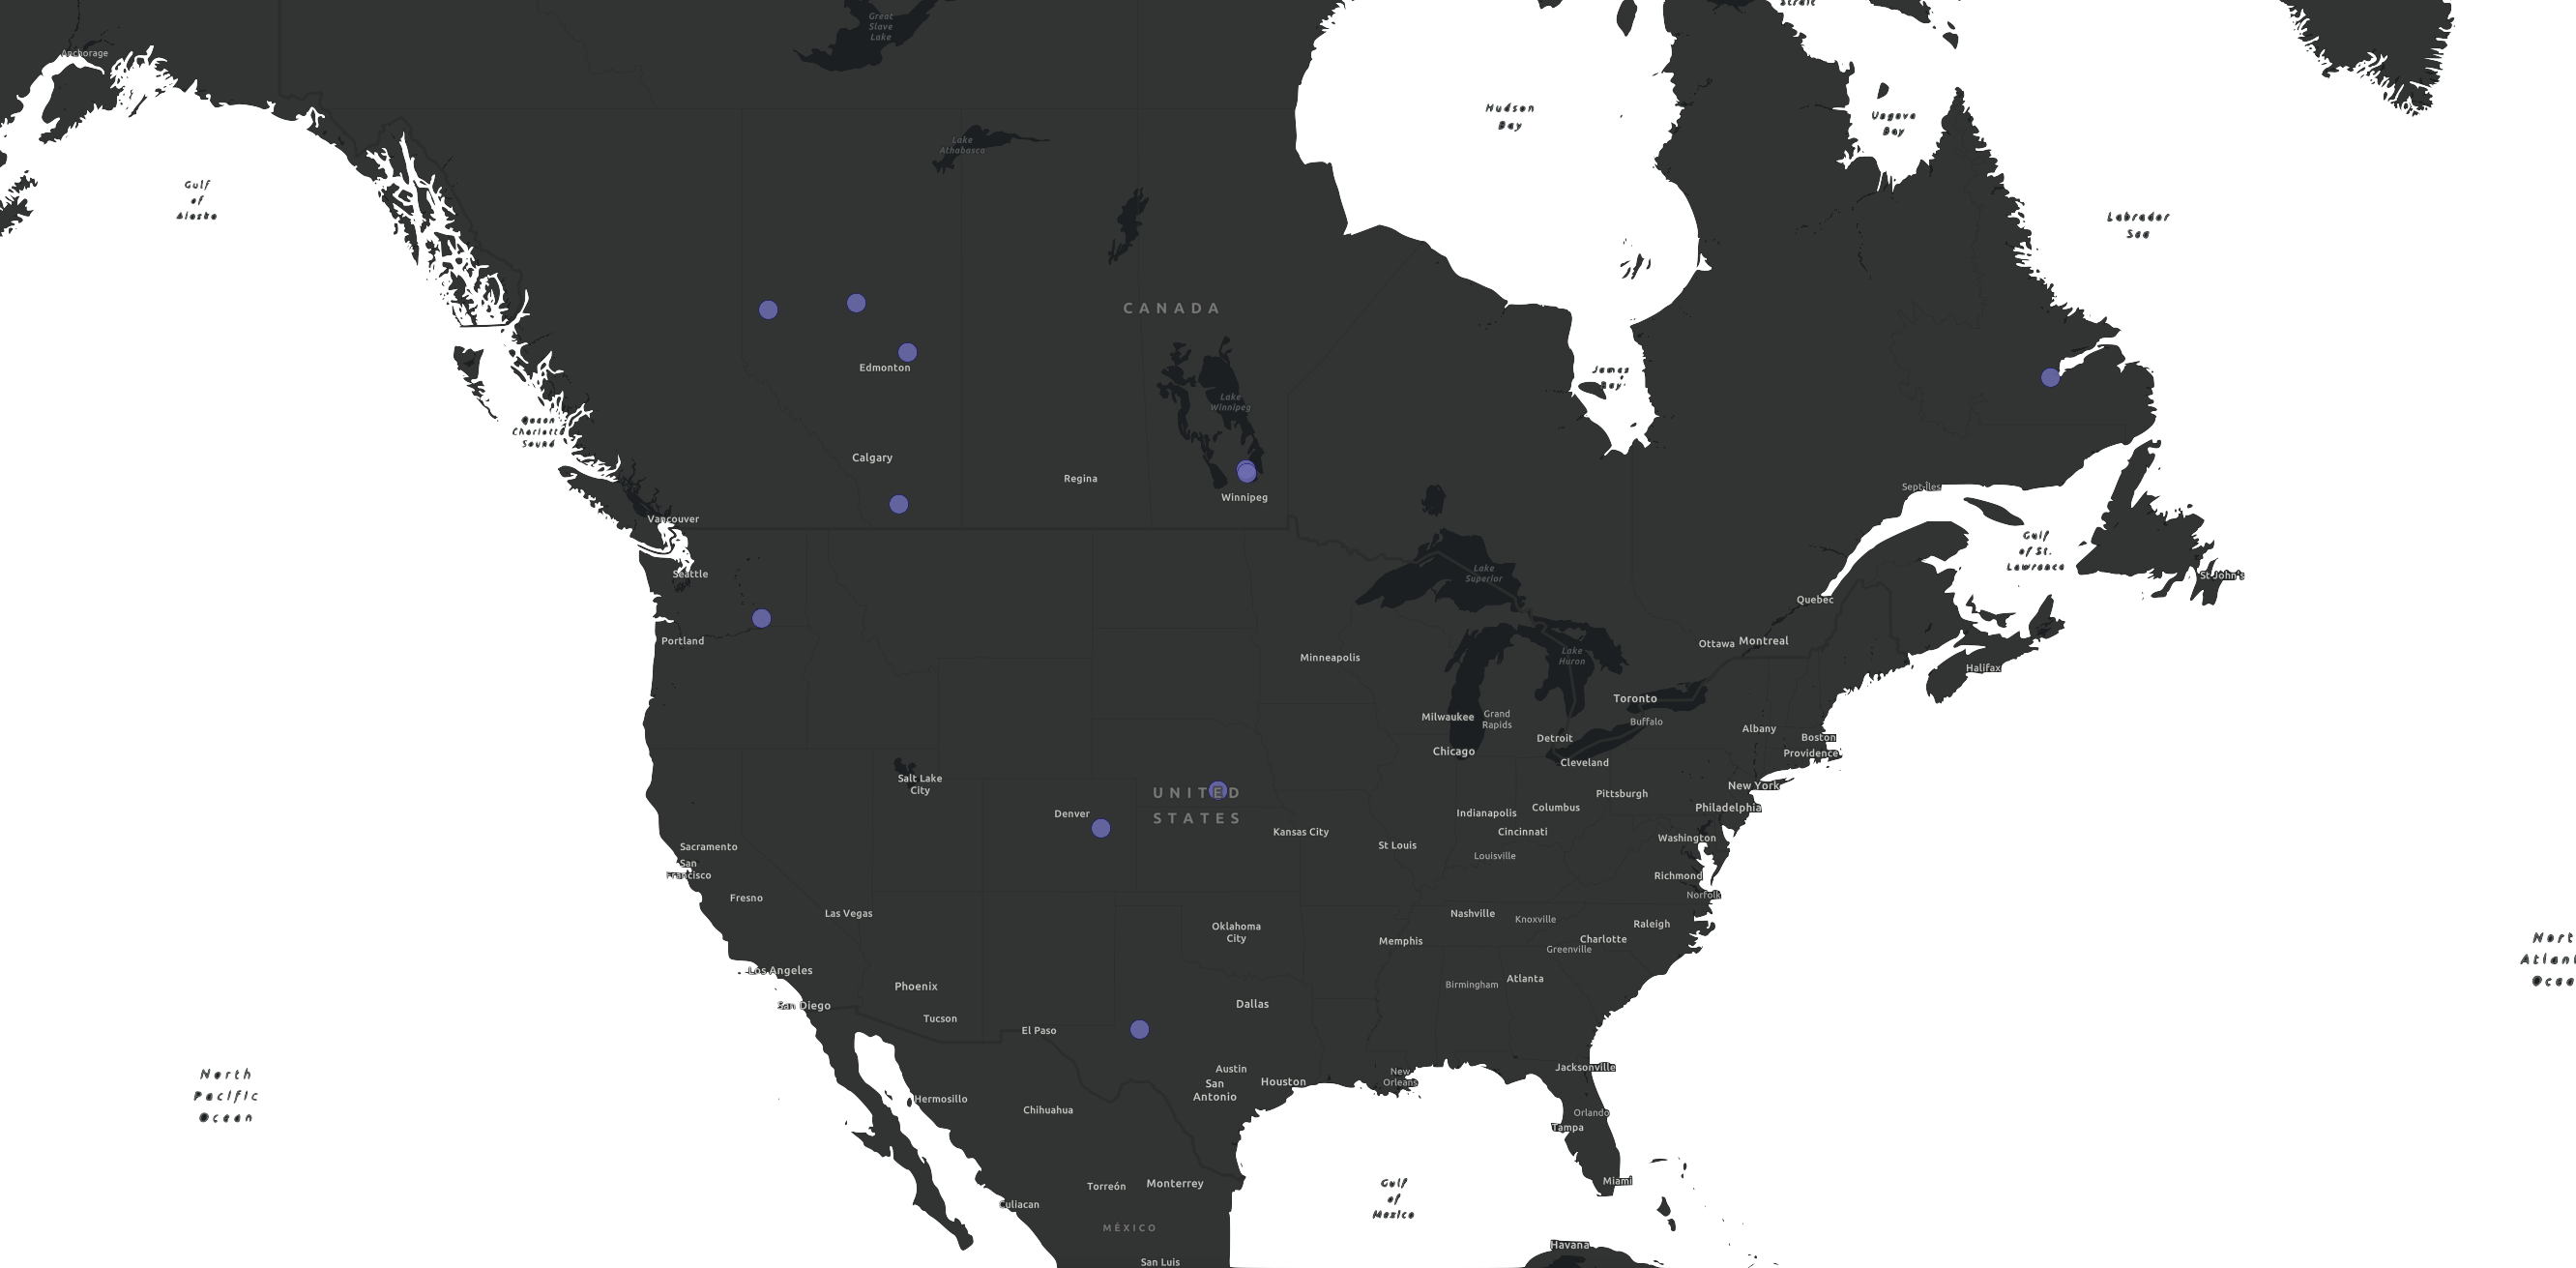 Strait
Great
Slave
Lake
Anchorage
Hudson
Bay
Ungava
Bay
Lake
Athabasca
Gulf
of
Alaska
Labrador
Sea
CANADA
Edmonton
James
Bay
Lake
Winnipeg
Queen
Charlotte
Sound
Calgary
Regina
Winnipeg
Sept-Îles
Vancouver
Gulf
of St.
Lawrence
Seattle
Lake
Superior
St John's
Quebec
Portland
Ottawa
Montreal
Minneapolis
Lake
Huron
Halifax
Toronto
Milwaukee
Grand
Rapids
Buffalo
Albany
Detroit
Boston
Chicago
Providence
Cleveland
Salt Lake
City
New York
UNITED
STATES
Pittsburgh
Columbus
Philadelphia
Denver
Indianapolis
Kansas City
Cincinnati
Washington
St Louis
Sacramento
Louisville
San
Francisco
Richmond
Norfolk
Fresno
Las Vegas
Nashville
Knoxville
Raleigh
Oklahoma
City
Memphis
Charlotte
Greenville
Nort
Atlant
Ocea
Los Angeles
Atlanta
Birmingham
Phoenix
San Diego
Dallas
Tucson
El Paso
Austin
Jacksonville
New
Orleans
North
Pacific
Ocean
San
Antonio
Houston
Hermosillo
Chihuahua
Orlando
Tampa
Miami
Torreón
Monterrey
Gulf
of
Mexico
Culiacan
MÉXICO
Havana
San Luis